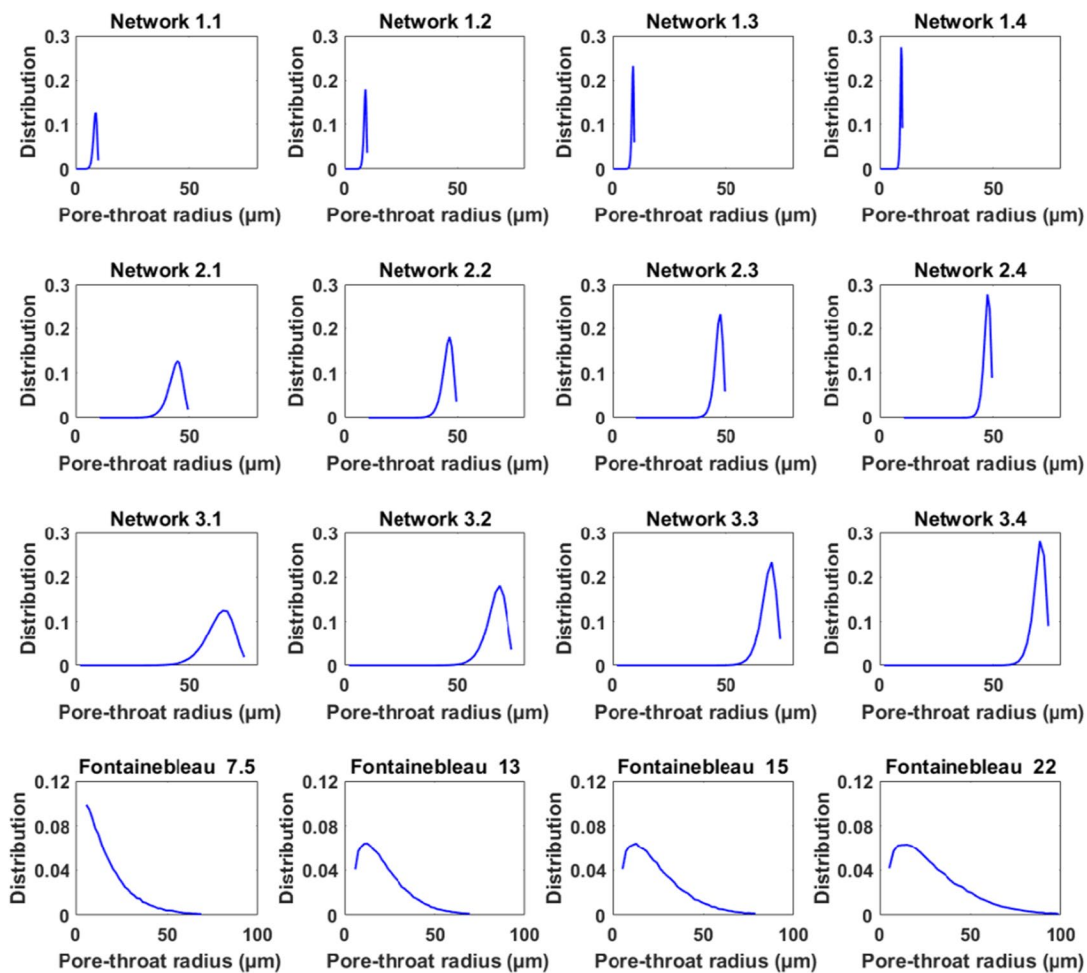 Network 1.1 Network 1.2 Network 1.3 Network 1.4
0.3 0.3 0.3 0.3
0.2 0.2 0.2 0.2
0.1 0.1 0.1 0.1
0 0 0 0
Distribution Distribution Distribution Distribution
0 50 0 50 0 50 0 50
Pore-throat radius (µm) Pore-throat radius (µm) Pore-throat radius (µm) Pore-throat radius (µm)
Network 2.1 Network 2.2 Network 2.3 Network 2.4
0.3 0.3 0.3 0.3
0.2 0.2 0.2 0.2
0.1 0.1 0.1 0.1
0 0 0 0
Distribution Distribution Distribution Distribution
0 50 0 50 0 50 0 50
Pore-throat radius (µm) Pore-throat radius (µm) Pore-throat radius (µm) Pore-throat radius (µm)
Network 3.1 Network 3.2 Network 3.3 Network 3.4
0.3 0.3 0.3 0.3
0.2 0.2 0.2 0.2
0.1 0.1 0.1 0.1
0 0 0 0
Distribution Distribution Distribution Distribution
0 50 0 50 0 50 0 50
Pore-throat radius (µm) Pore-throat radius (µm) Pore-throat radius (µm) Pore-throat radius (µm)
Fontainebleau 7.5 Fontainebleau 13 Fontainebleau 15 Fontainebleau 22
0.12 0.12 0.12 0.12
0.08 0.08 0.08 0.08
0.04 0.04 0.04 0.04
0 0 0 0
Distribution Distribution Distribution Distribution
0 50 100 0 50 100 0 50 100 0 50 100
Pore-throat radius (µm) Pore-throat radius (µm) Pore-throat radius (µm) Pore-throat radius (µm)